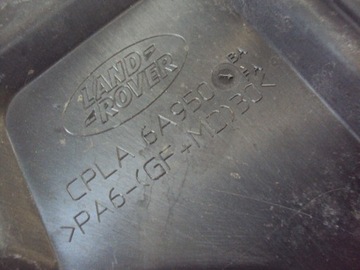 LAND
ROVER
CPLA 6A950
>PA6-(GF+MD)30<